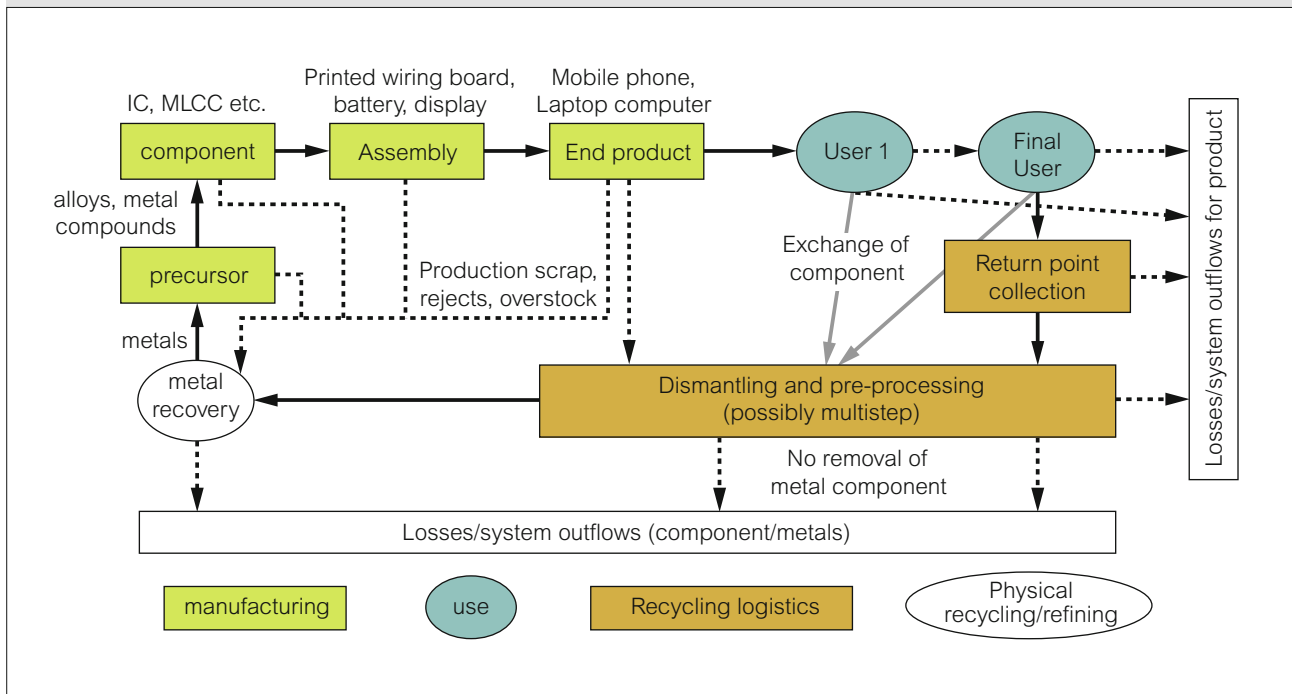 Printed wiring board,
battery, display
Mobile phone,
Laptop computer
IC, MLCC etc.
component
Assembly
End product
User 1
Final
User
Losses/system outflows for product
alloys, metal
compounds
precursor
Production scrap,
rejects, overstock
Exchange of
component
Return point
collection
metals
metal
recovery
Dismantling and pre-processing
(possibly multistep)
No removal of
metal component
Losses/system outflows (component/metals)
manufacturing
use
Recycling logistics
Physical
recycling/refining